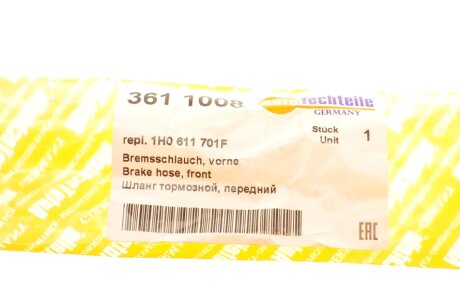 361 1008
Techteile
GERMANY
repl. 1H0 611 701F
Stück
Unit
1
Bremsschlauch, vorne
Brake hose, front
Шланг тормозной, передний
EAC